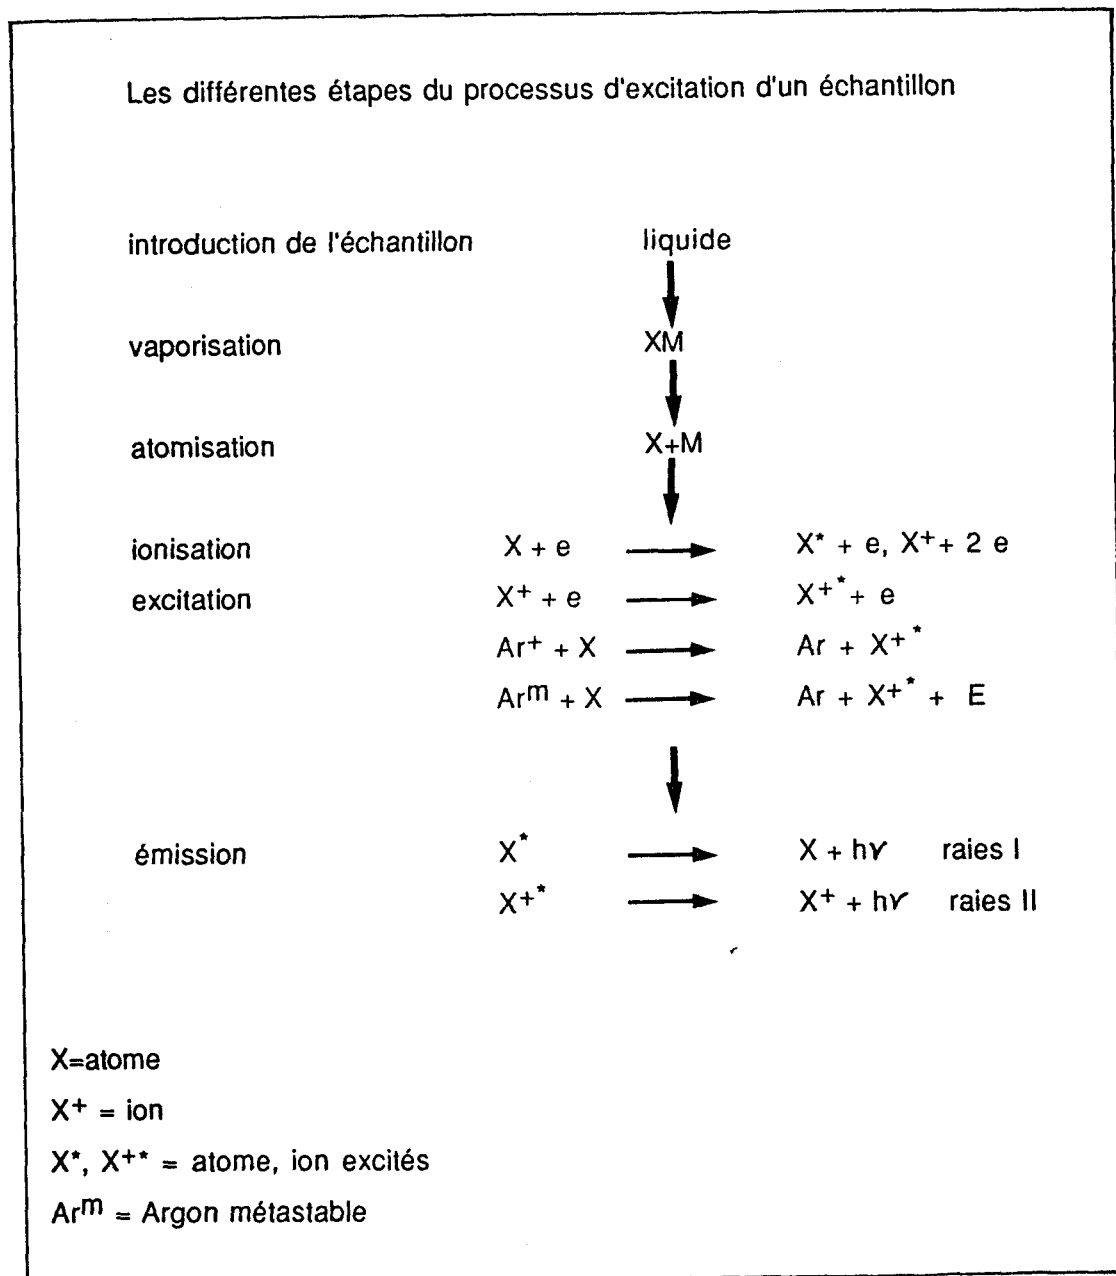 Les différentes étapes du processus d'excitation d'un échantillon
introduction de l'échantillon liquide
vaporisation XM
atomisation X+M
ionisation X + e → X* + e, X+ + 2 e
excitation X+ + e → X+* + e
Ar+ + X → Ar + X+*
Arm + X → Ar + X+* + E
émission X* → X + hν raies I
X+* → X+ + hν raies II
X=atome
X+ = ion
X*, X+* = atome, ion excités
Arm = Argon métastable